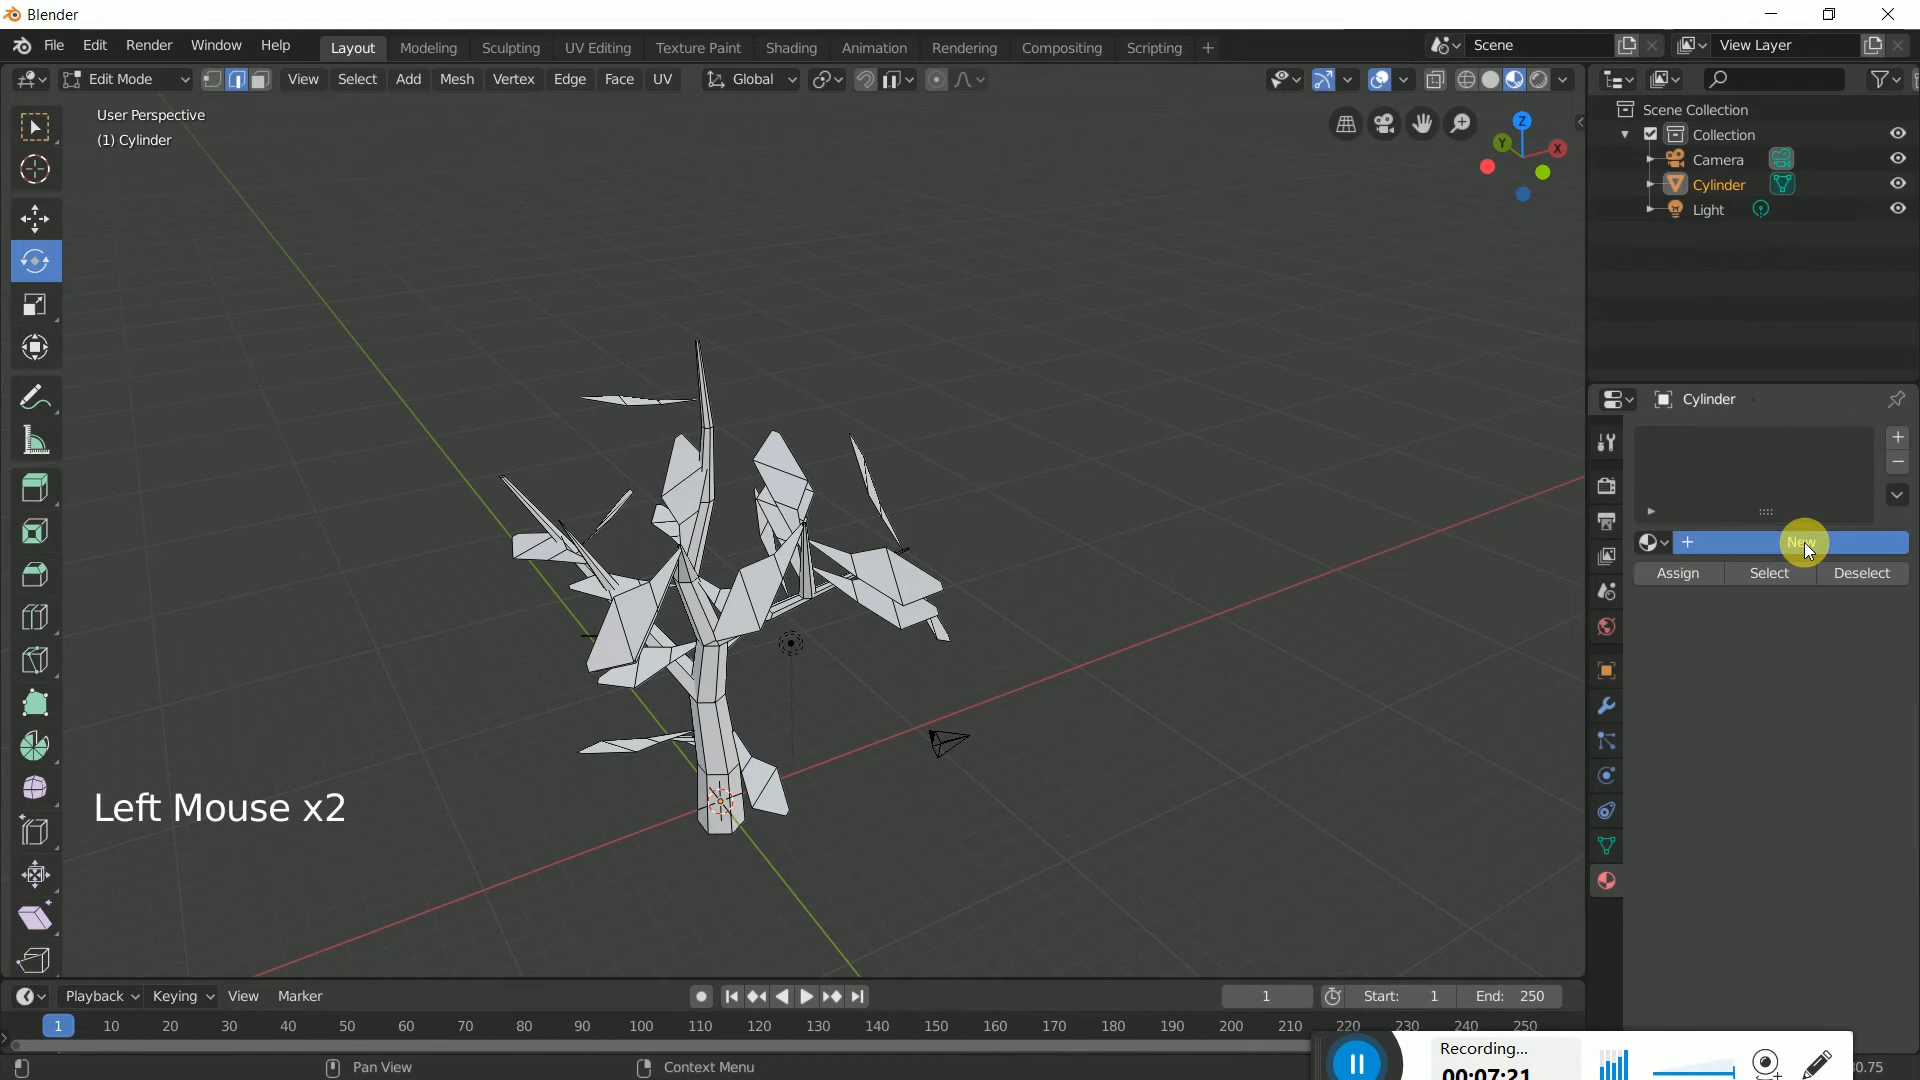 Blender
File Edit Render Window Help Layout Modeling Sculpting UV Editing Texture Paint Shading Animation Rendering Compositing Scripting + Scene View Layer
Edit Mode View Select Add Mesh Vertex Edge Face UV Global
User Perspective
(1) Cylinder
Z
Y
X
Scene Collection
Collection
Camera
Cylinder
Light
Cylinder
New
Assign Select Deselect
Left Mouse x2
Playback Keying View Marker 1 Start: 1 End: 250
1 10 20 30 40 50 60 70 80 90 100 110 120 130 140 150 160 170 180 190 200 210 220 230 240 250
Pan View Context Menu
Recording...
00:07:21